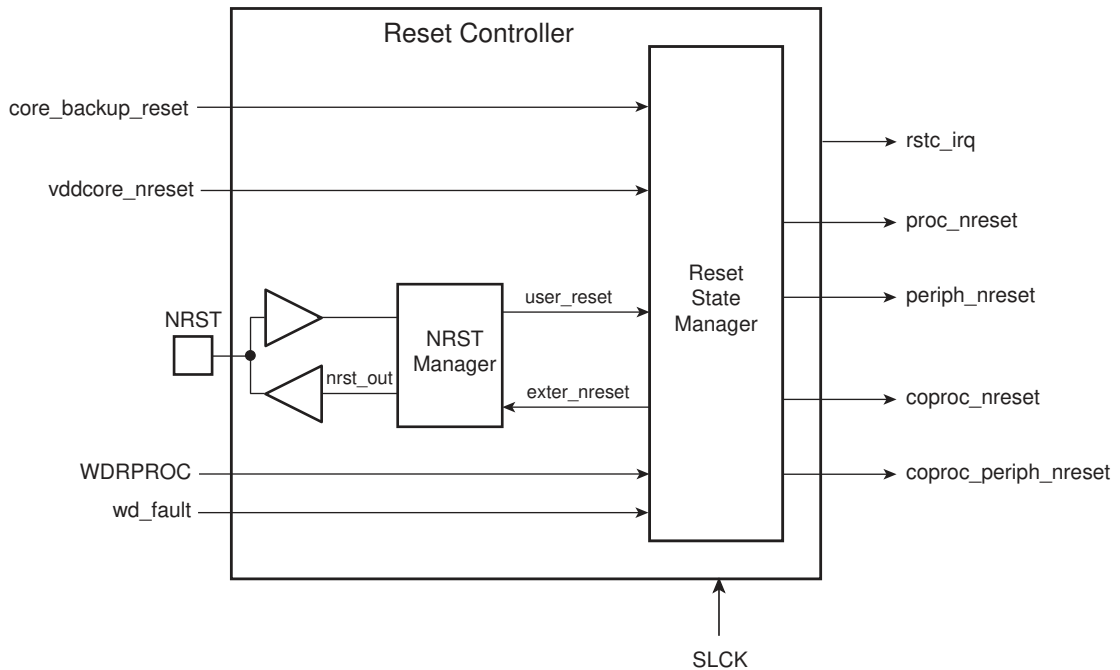 Reset Controller
core_backup_reset
rstc_irq
vddcore_nreset
proc_nreset
Reset
State
Manager
periph_nreset
user_reset
NRST
NRST
Manager
nrst_out
exter_nreset
coproc_nreset
WDRPROC
coproc_periph_nreset
wd_fault
SLCK